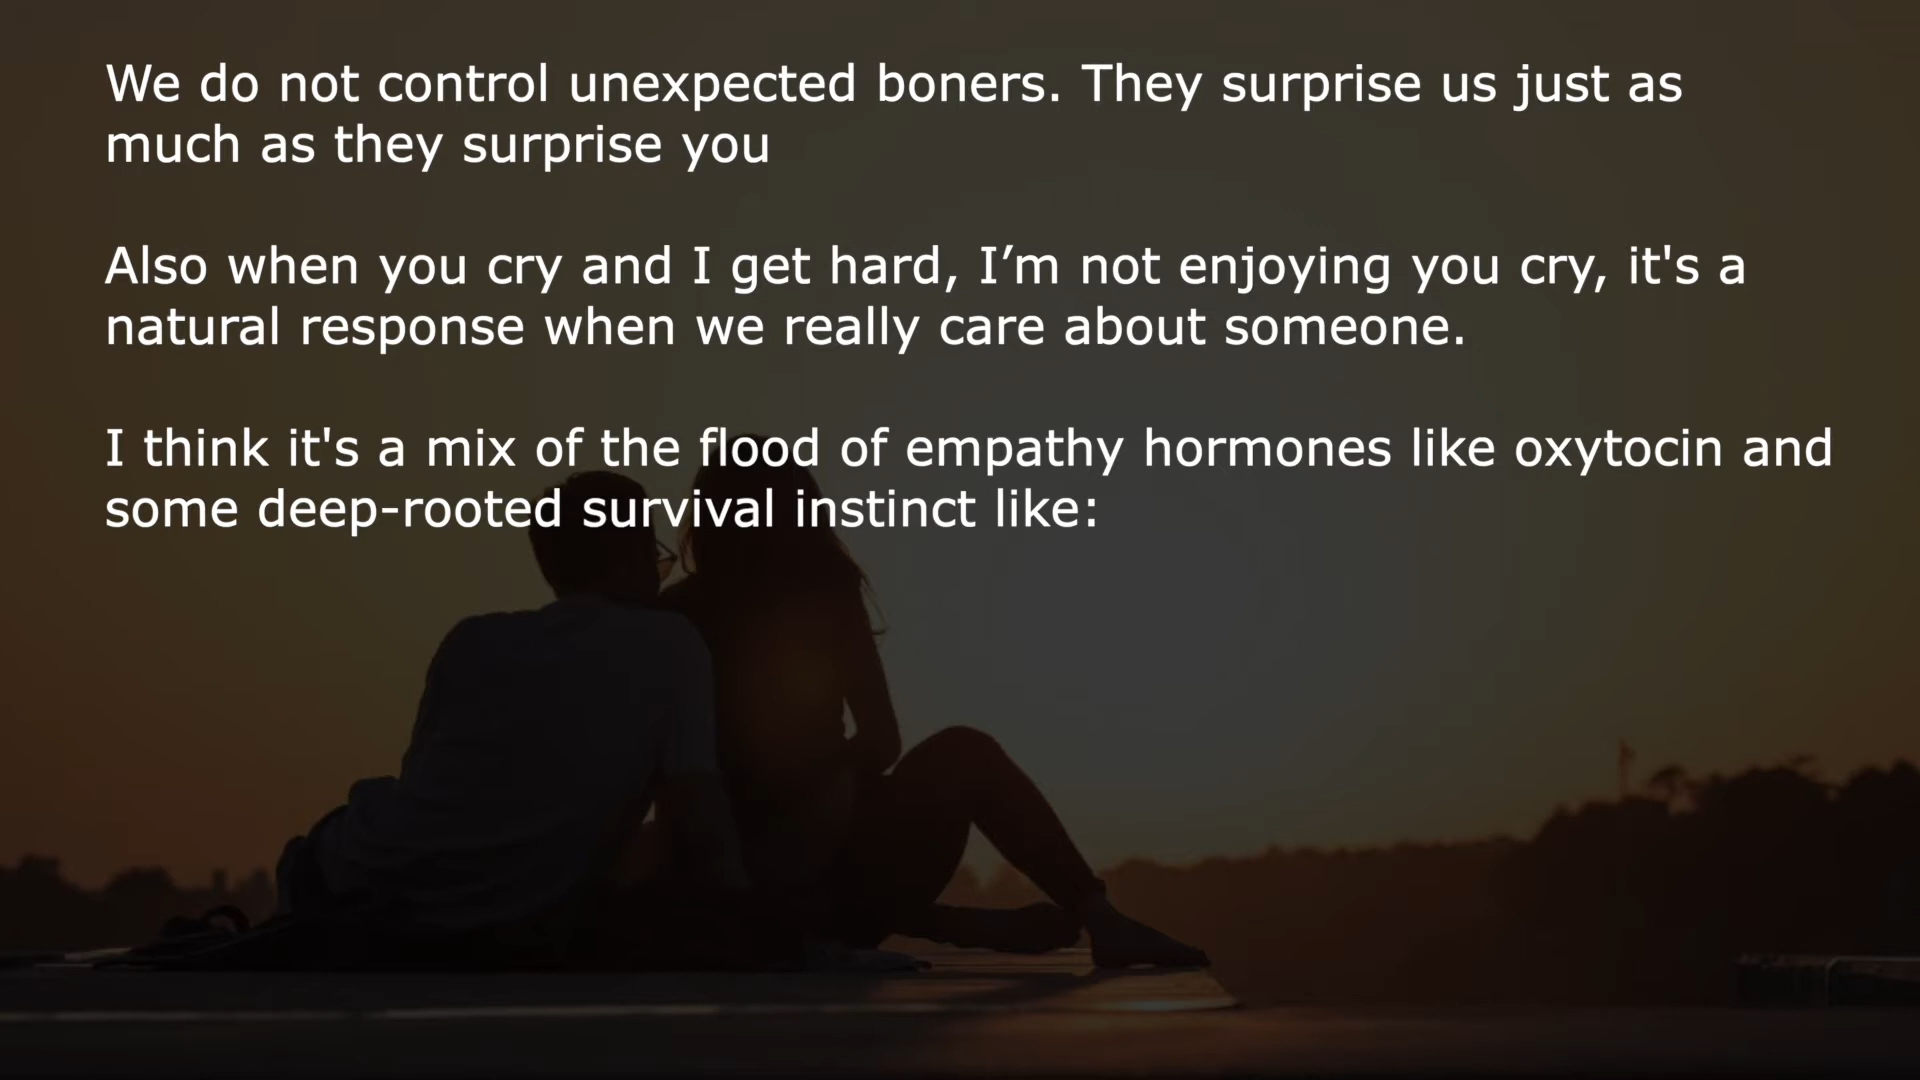 We do not control unexpected boners. They surprise us just as
much as they surprise you
Also when you cry and I get hard, I’m not enjoying you cry, it's a
natural response when we really care about someone.
I think it's a mix of the flood of empathy hormones like oxytocin and
some deep-rooted survival instinct like: